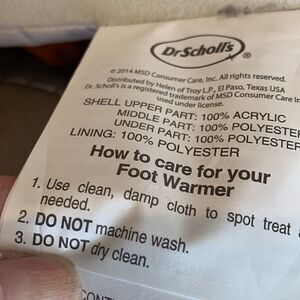 Dr.Scholl's
© 2014 MSD Consumer Care, Inc. All rights reserved.
Distributed by Helen of Troy L.P., El Paso, Texas USA
Dr. Scholl's is a registered trademark of MSD Consumer Care In
used under license.
SHELL UPPER PART: 100% ACRYLIC
MIDDLE PART: 100% POLYESTER
UNDER PART: 100% POLYESTER
LINING: 100% POLYESTER
How to care for your
Foot Warmer
1. Use clean, damp cloth to spot treat a
needed.
2. DO NOT machine wash.
3. DO NOT dry clean.